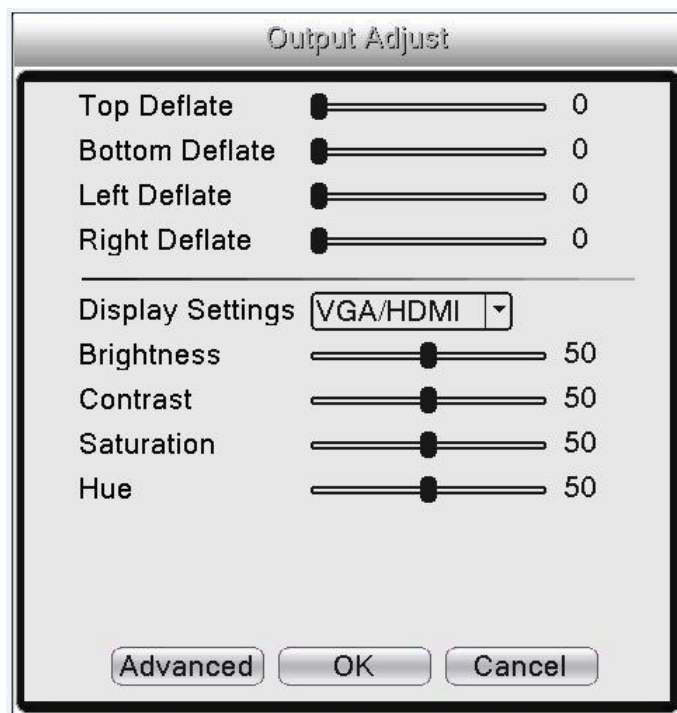 Output Adjust
Top Deflate 0
Bottom Deflate 0
Left Deflate 0
Right Deflate 0
Display Settings VGA/HDMI
Brightness 50
Contrast 50
Saturation 50
Hue 50
Advanced OK Cancel